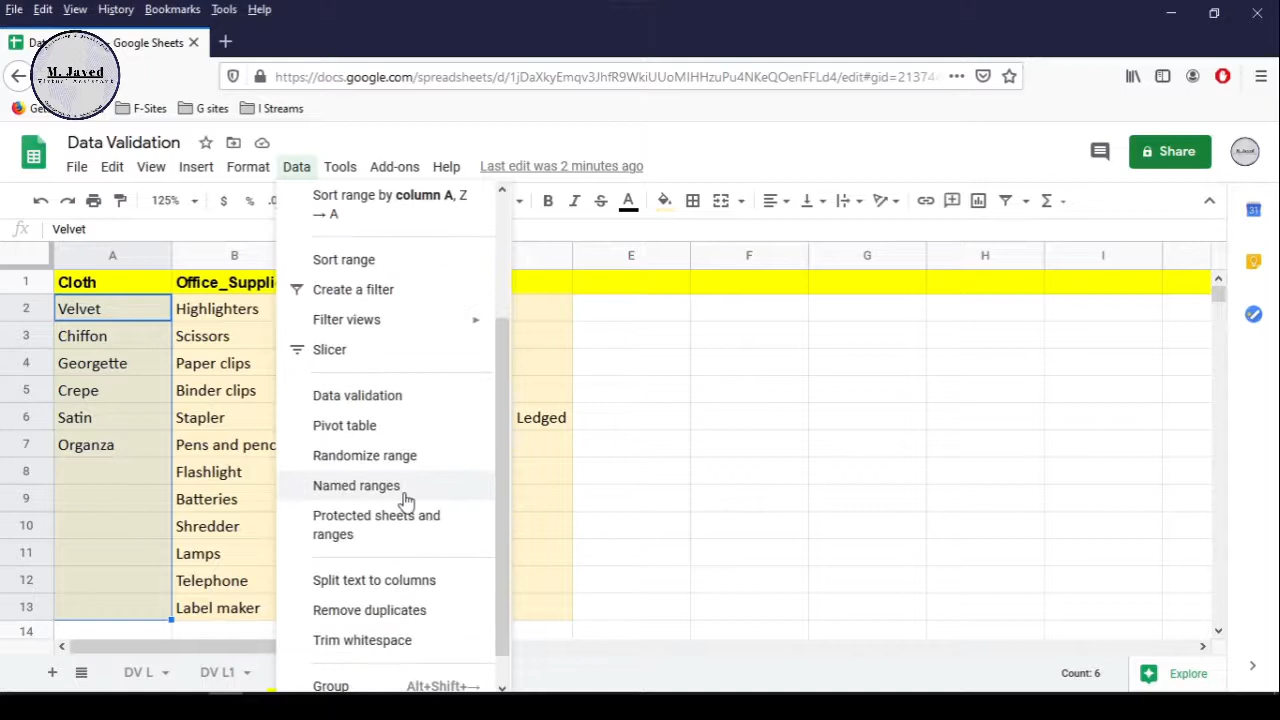 File Edit View History Bookmarks Tools Help
Google Sheets
M. Javed
Virtual Assistant
https://docs.google.com/spreadsheets/d/1jDaXkyEmqv3JhfR9WkiUUoMIHHzuPu4NKeQOenFFLd4/edit#gid=21374
F-Sites G sites I Streams
Data Validation
File Edit View Insert Format Data Tools Add-ons Help Last edit was 2 minutes ago
Share
125% $ % .0 B I S A Σ
fx Velvet
A B E F G H I
1 Cloth Office_Suppli
2 Velvet Highlighters
3 Chiffon Scissors
4 Georgette Paper clips
5 Crepe Binder clips
6 Satin Stapler Ledged
7 Organza Pens and penc
8 Flashlight
9 Batteries
10 Shredder
11 Lamps
12 Telephone
13 Label maker
14
Sort range by column A, Z
→ A
Sort range
Create a filter
Filter views
Slicer
Data validation
Pivot table
Randomize range
Named ranges
Protected sheets and
ranges
Split text to columns
Remove duplicates
Trim whitespace
Group Alt+Shift+→
DV L DV L1 Count: 6 Explore
31